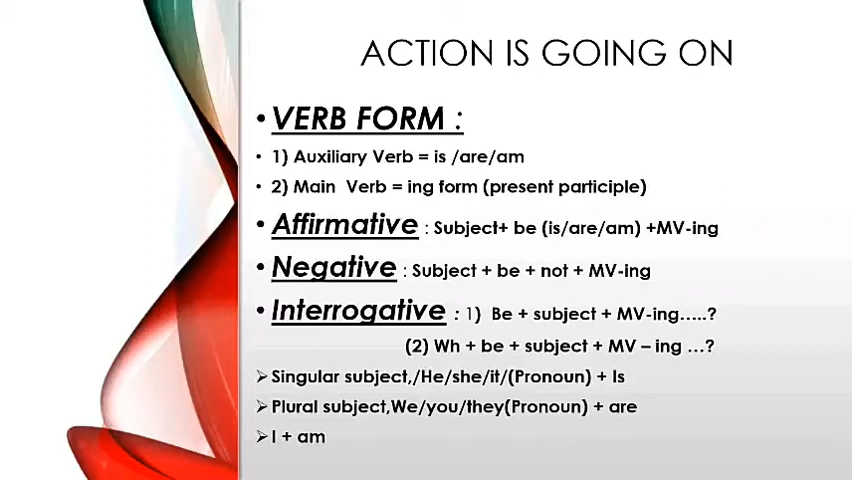 ACTION IS GOING ON
• VERB FORM :
• 1) Auxiliary Verb = is /are/am
• 2) Main Verb = ing form (present participle)
• Affirmative : Subject+ be (is/are/am) +MV-ing
• Negative : Subject + be + not + MV-ing
• Interrogative : 1) Be + subject + MV-ing.....?
(2) Wh + be + subject + MV – ing ...?
➢ Singular subject,/He/she/it/(Pronoun) + Is
➢ Plural subject,We/you/they(Pronoun) + are
➢ I + am